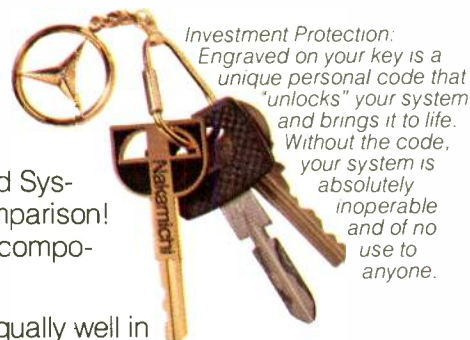 Investment Protection:
Engraved on your key is a
unique personal code that
"unlocks" your system
and brings it to life.
Without the code,
your system is
absolutely
inoperable
and of no
use to
anyone.
Nakamichi
d Sys-
mparison!
compo-
qually well in